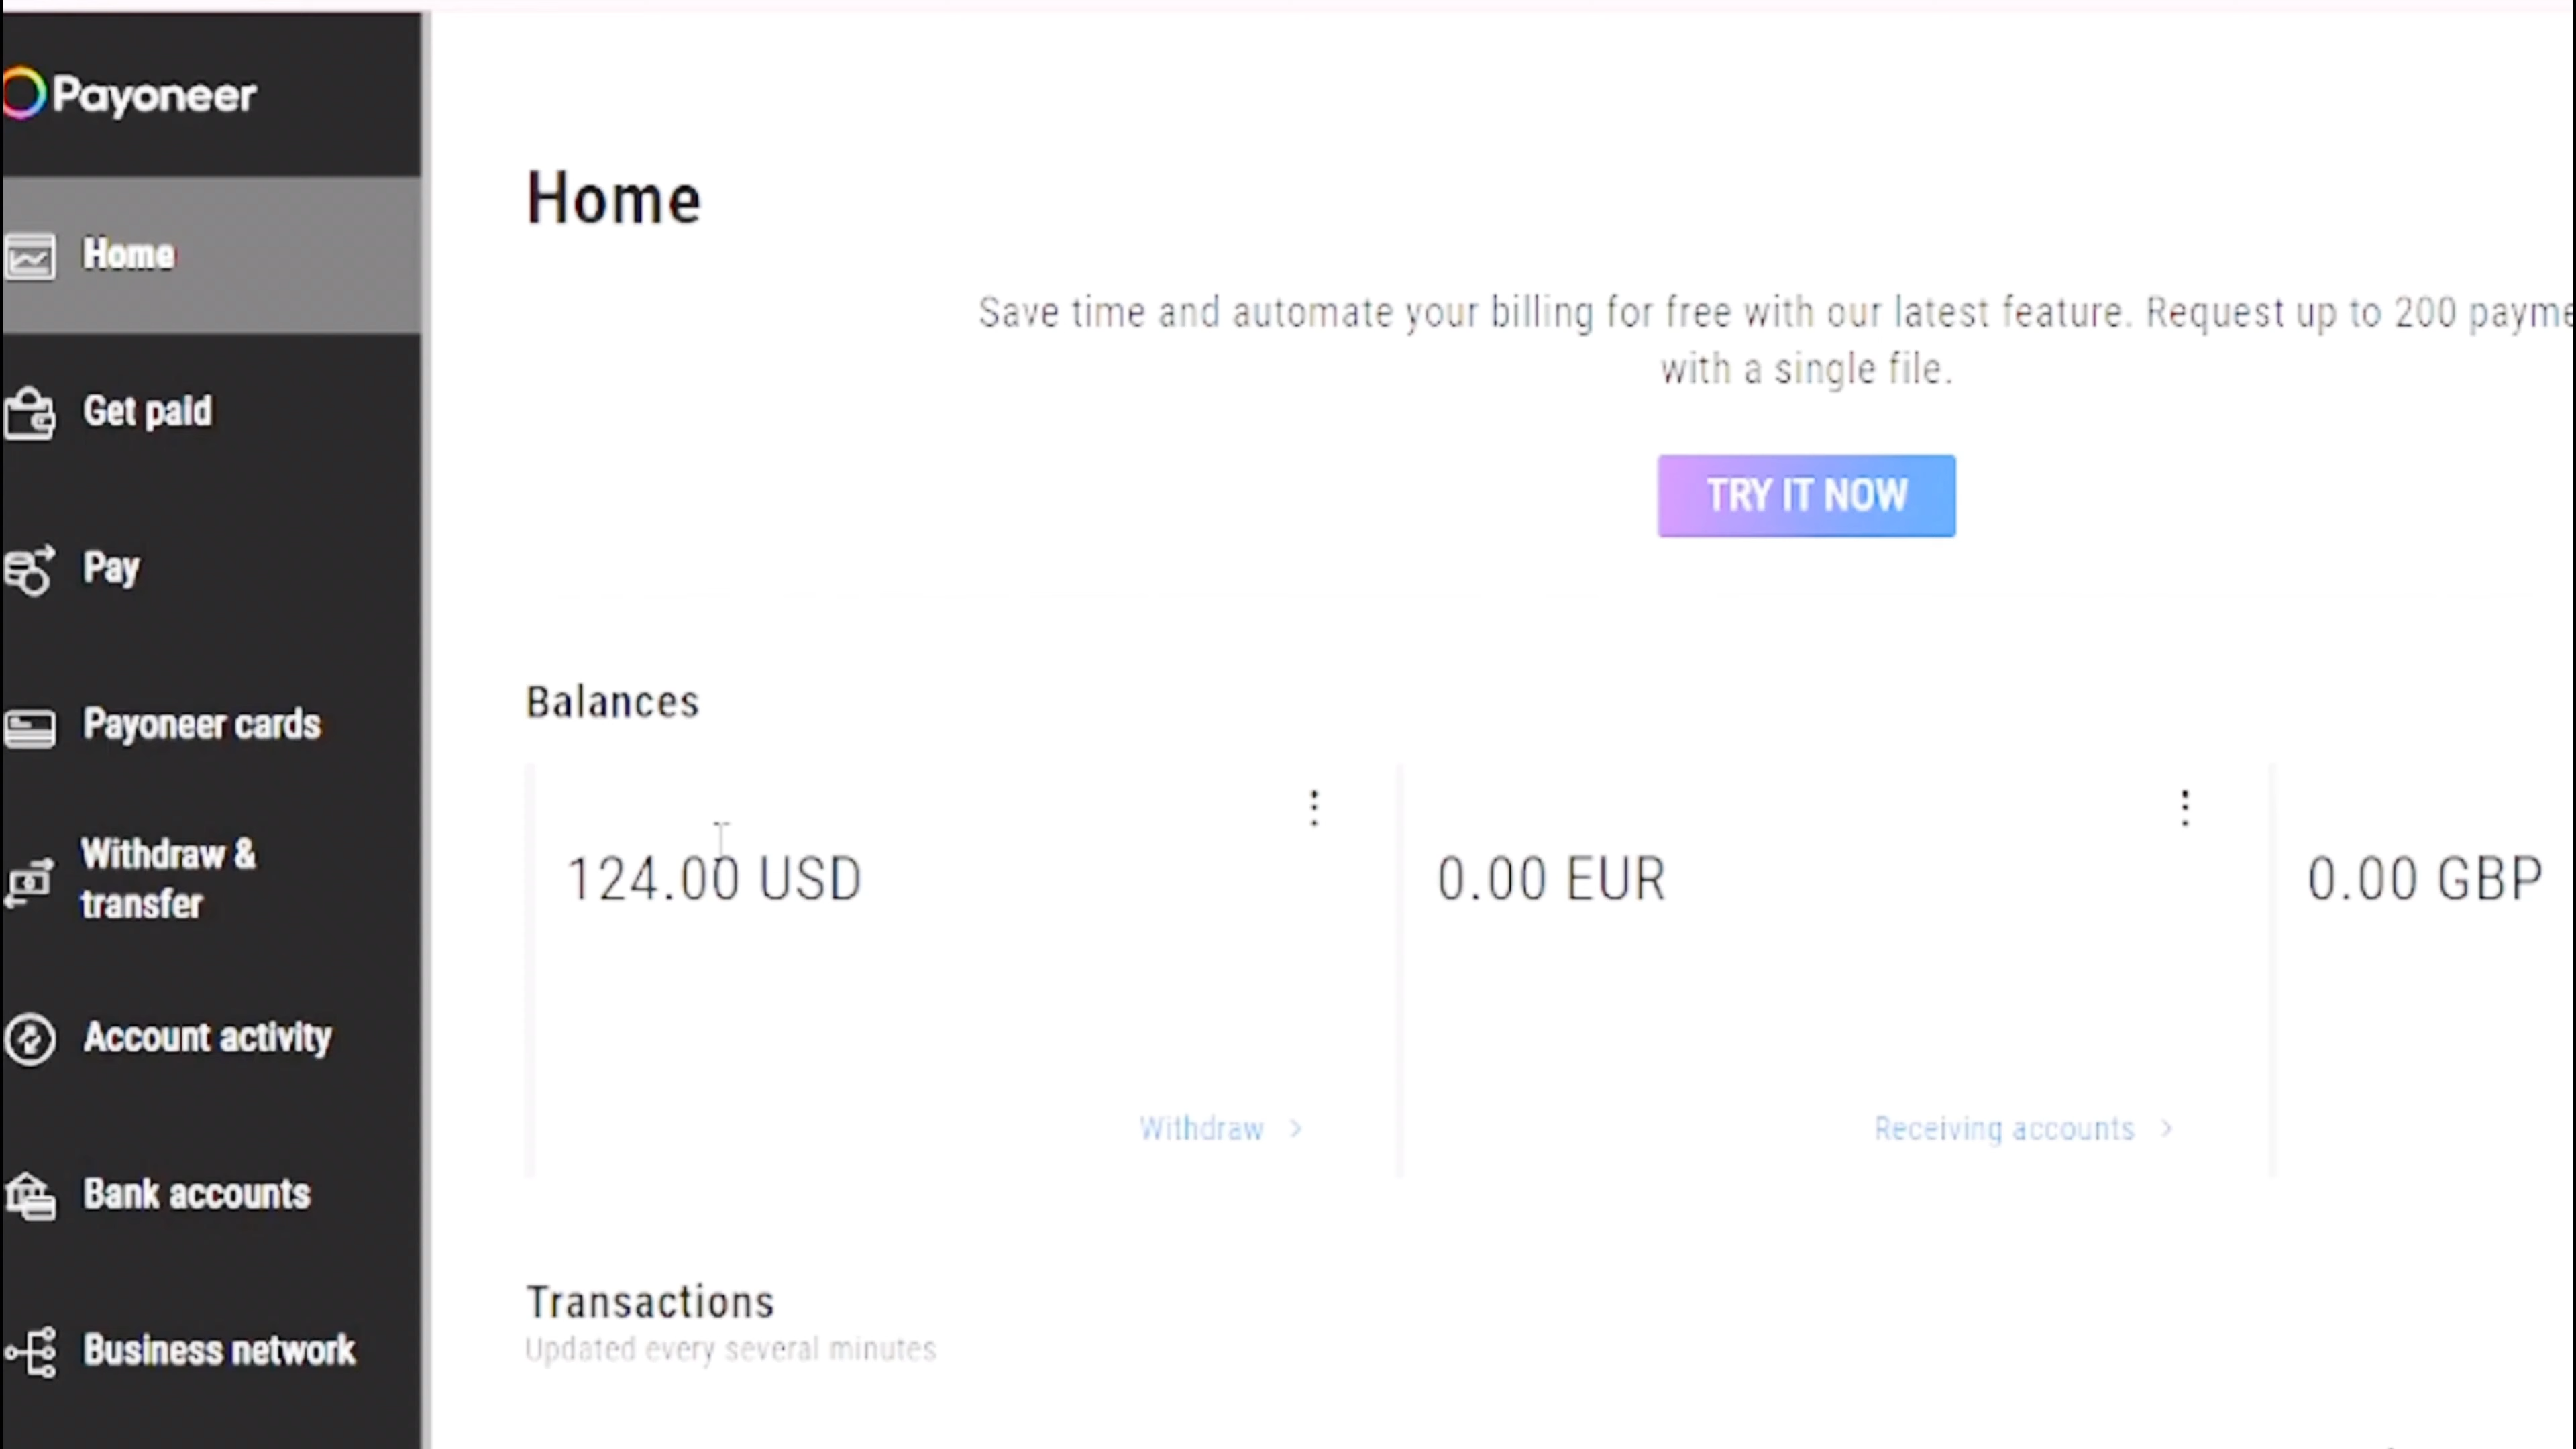 Payoneer
Home
Get paid
Pay
Payoneer cards
Withdraw &
transfer
Account activity
Bank accounts
Business network
Home
Save time and automate your billing for free with our latest feature. Request up to 200 payme
with a single file.
TRY IT NOW
Balances
124.00 USD
Withdraw >
0.00 EUR
Receiving accounts >
0.00 GBP
Transactions
Updated every several minutes